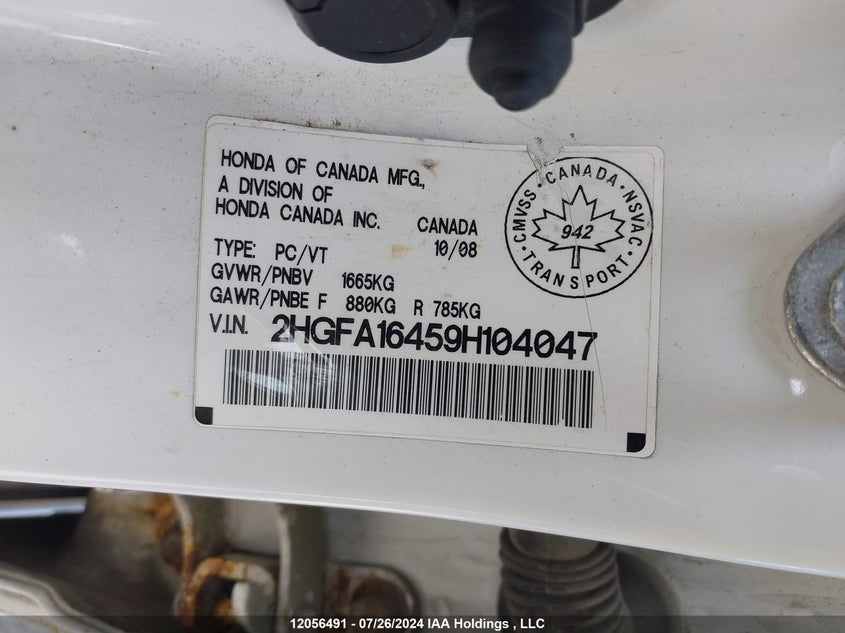 HONDA OF CANADA MFG.,
A DIVISION OF
HONDA CANADA INC. CANADA
TYPE: PC/VT 10/08
GVWR/PNBV 1665KG
GAWR/PNBE F 880KG R 785KG
V.I.N. 2HGFA16459H104047
CMVSS · CANADA · NSVAC · TRANSPORT ·
942
12056491 - 07/26/2024 IAA Holdings , LLC